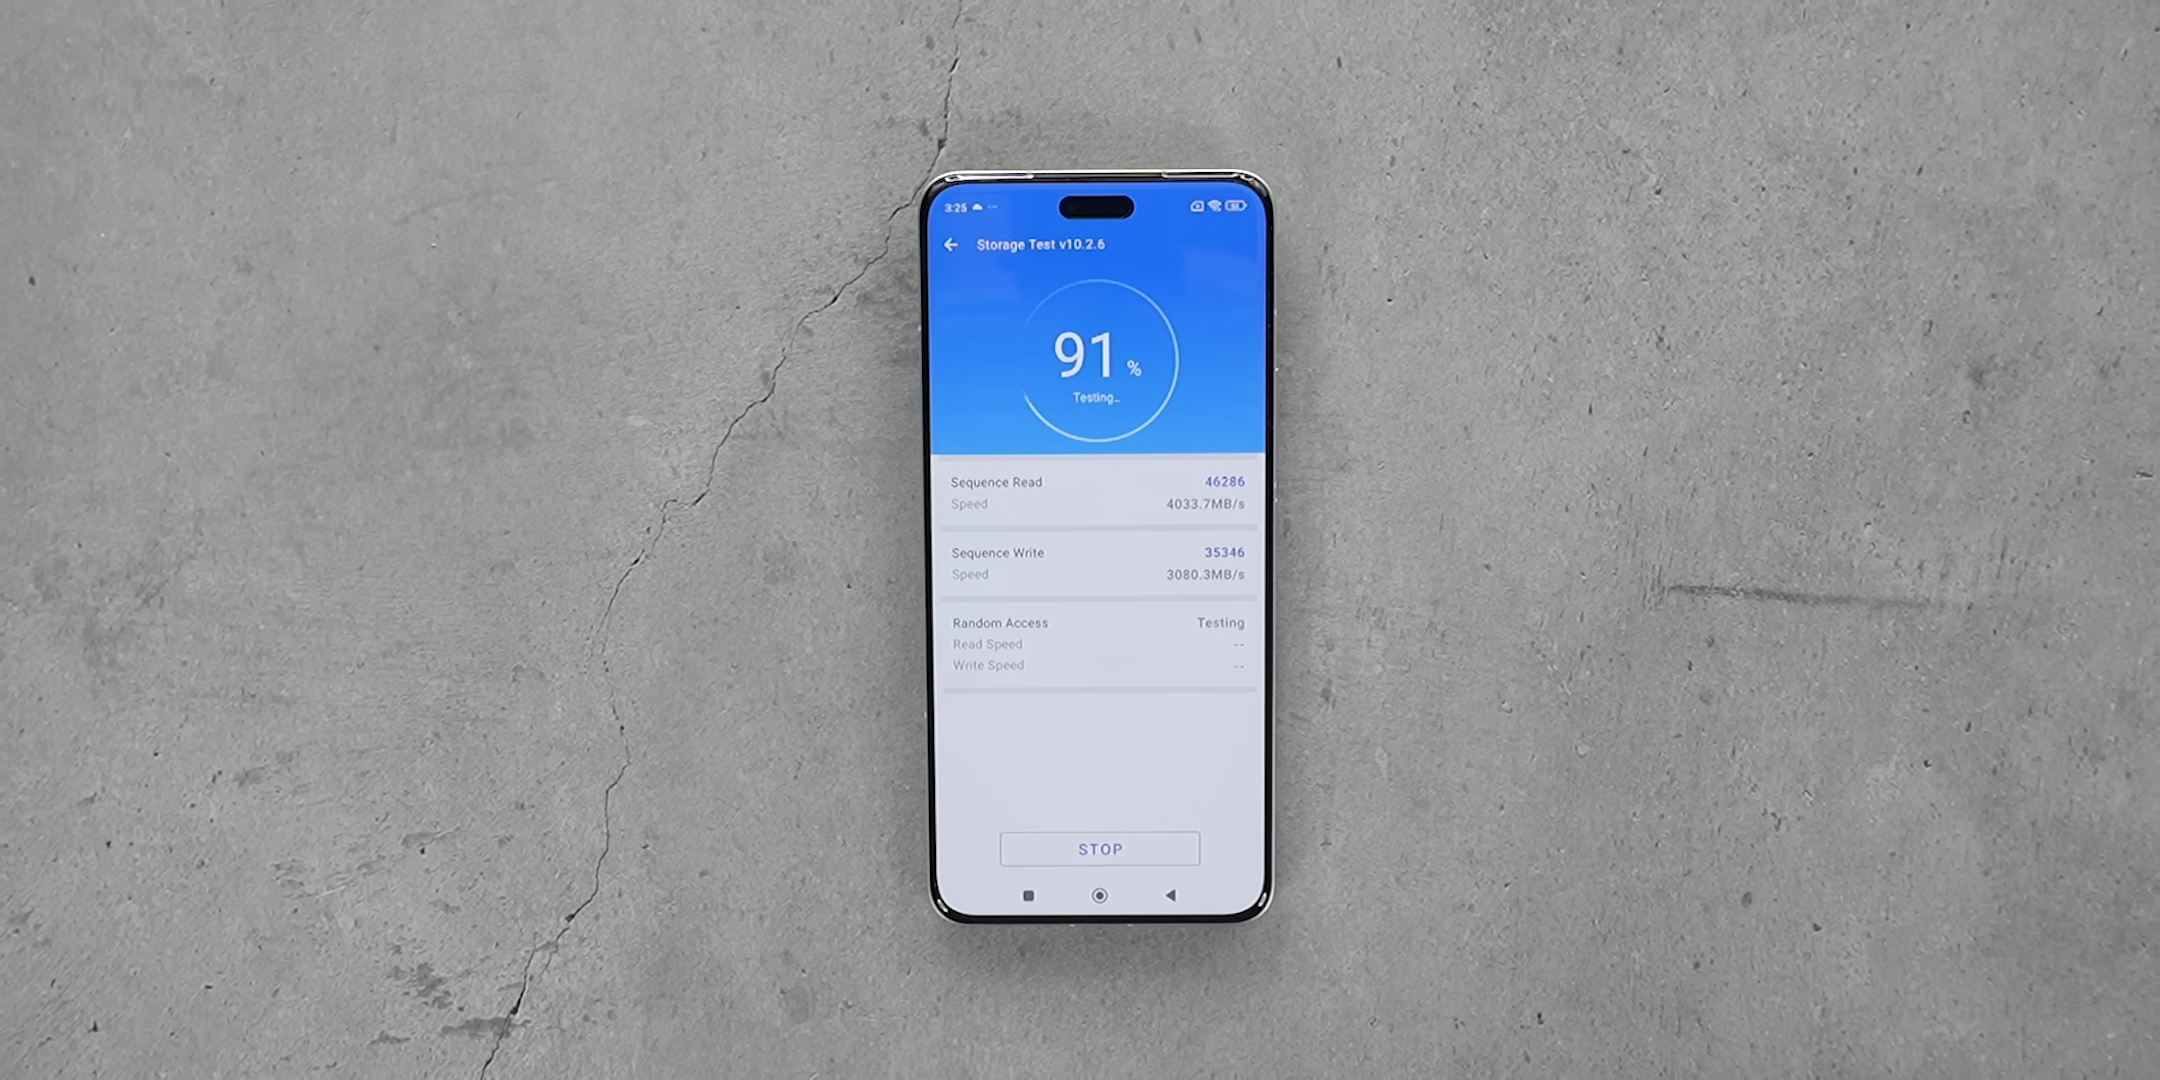 3:25
Storage Test v10.2.6
91 %
Testing...
Sequence Read 46286
Speed 4033.7MB/s
Sequence Write 35346
Speed 3080.3MB/s
Random Access Testing
Read Speed --
Write Speed --
STOP